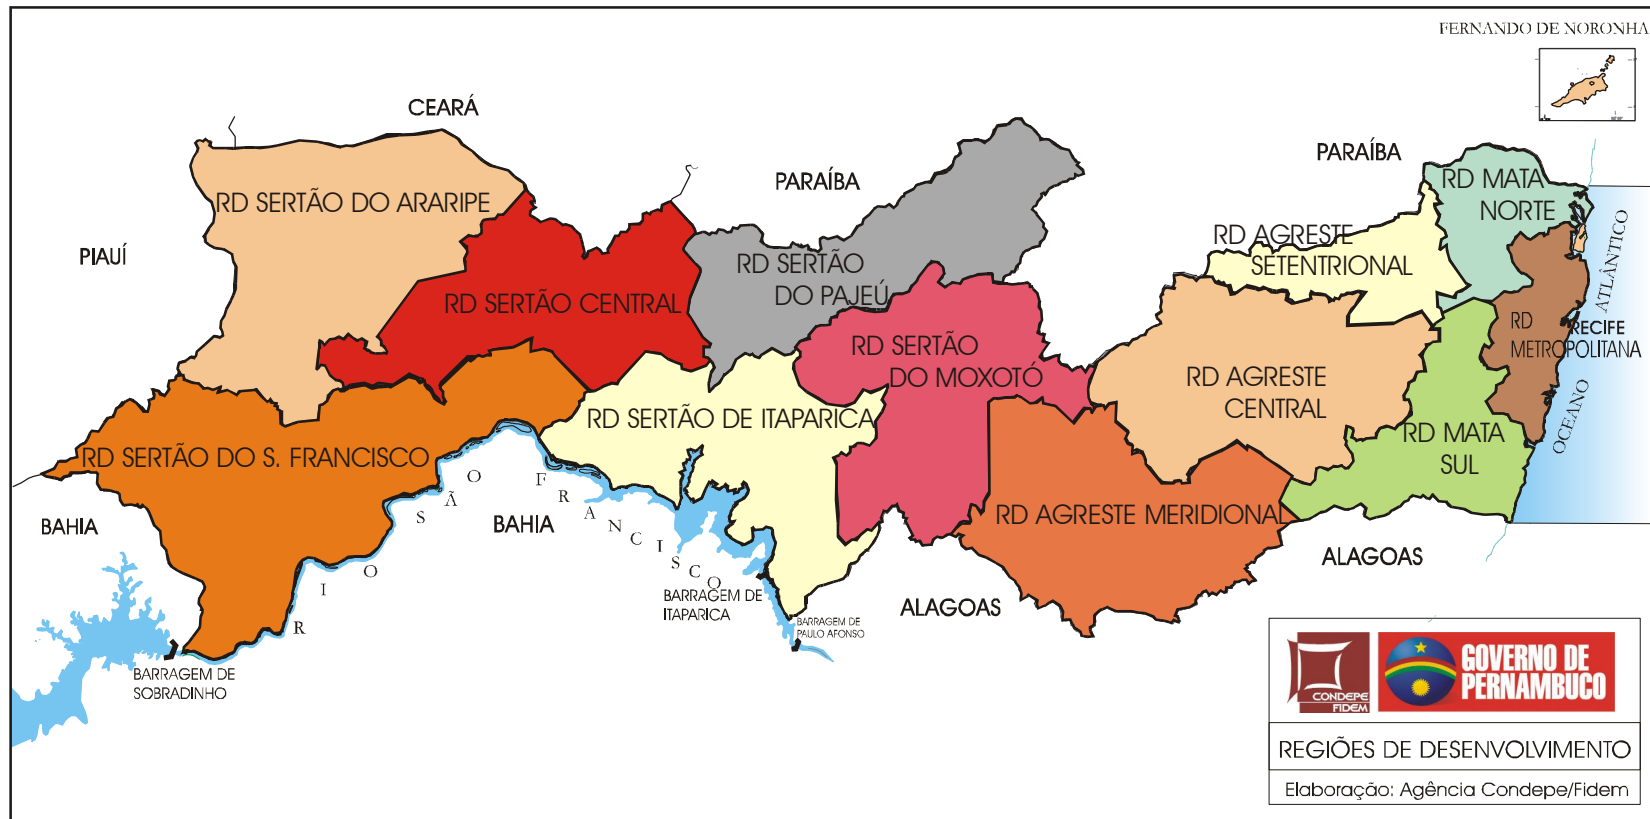 FERNANDO DE NORONHA
CEARÁ
PARAÍBA
PARAÍBA
PIAUÍ
RD SERTÃO DO ARARIPE
RD SERTÃO CENTRAL
RD SERTÃO
DO PAJEÚ
RD AGRESTE
SETENTRIONAL
RD MATA
NORTE
RD
METROPOLITANA
RECIFE
OCEANO
ATLÂNTICO
RD SERTÃO
DO MOXOTÓ
RD AGRESTE
CENTRAL
RD MATA
SUL
RD SERTÃO DE ITAPARICA
RD SERTÃO DO S. FRANCISCO
RD AGRESTE MERIDIONAL
RIO SÃO FRANCISCO
BAHIA
BAHIA
ALAGOAS
ALAGOAS
BARRAGEM DE
SOBRADINHO
BARRAGEM DE
ITAPARICA
BARRAGEM DE
PAULO AFONSO
CONDEPE
FIDEM
GOVERNO DE
PERNAMBUCO
REGIÕES DE DESENVOLVIMENTO
Elaboração: Agência Condepe/Fidem